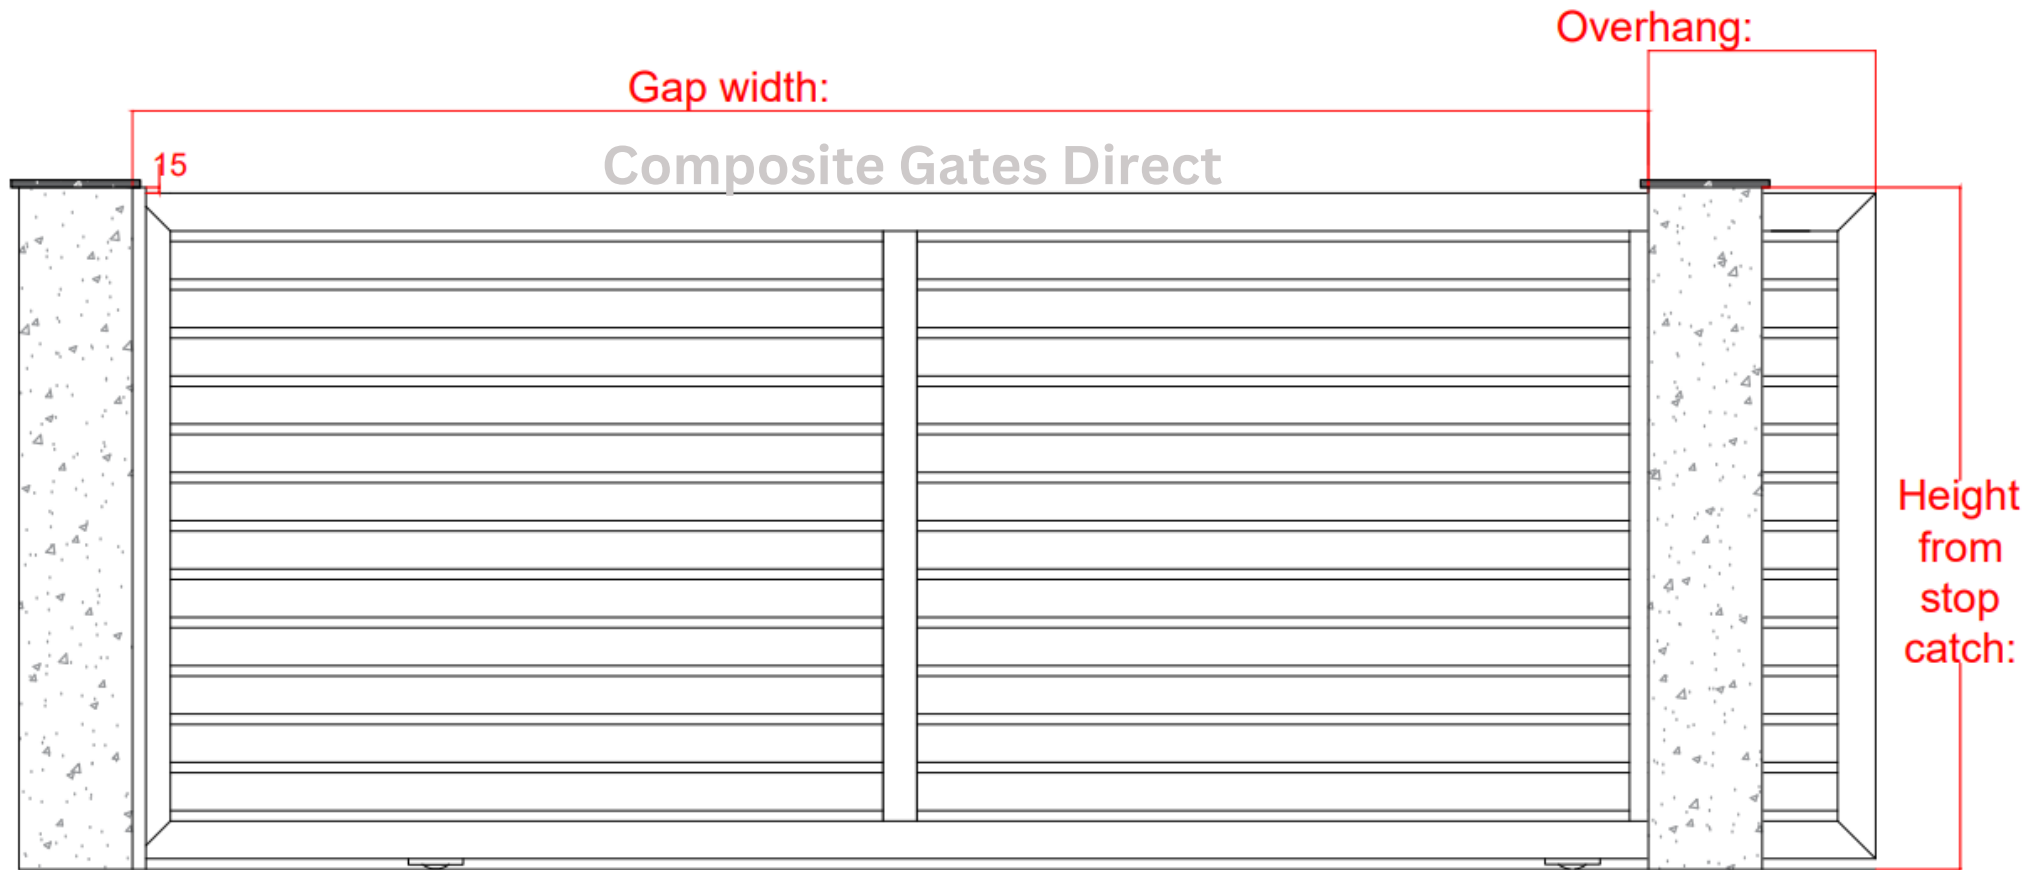 Overhang:
Gap width:
Composite Gates Direct
15
Height
from
stop
catch: